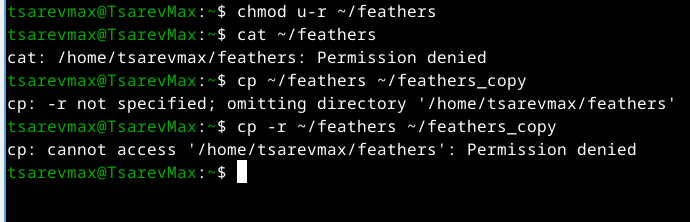 tsarevmax@TsarevMax:~$ chmod u-r ~/feathers
tsarevmax@TsarevMax:~$ cat ~/feathers
cat: /home/tsarevmax/feathers: Permission denied
tsarevmax@TsarevMax:~$ cp ~/feathers ~/feathers_copy
cp: -r not specified; omitting directory '/home/tsarevmax/feathers'
tsarevmax@TsarevMax:~$ cp -r ~/feathers ~/feathers_copy
cp: cannot access '/home/tsarevmax/feathers': Permission denied
tsarevmax@TsarevMax:~$